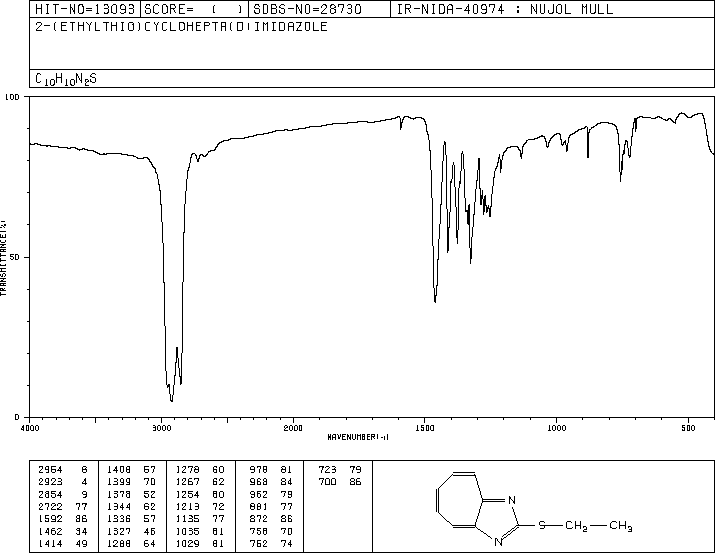 HIT-NO=13093 SCORE= ( ) SDBS-NO=28730 IR-NIDA-40974 : NUJOL MULL
2-(ETHYLTHIO)CYCLOHEPTA(D)IMIDAZOLE
C10H10N2S
100
50
0
TRANSMITTANCE(%)
4000 3000 2000 1500 1000 500
WAVENUMBER(-1)
2954 8 1408 57 1278 60 978 81 723 79
2923 4 1399 70 1267 62 968 84 700 86
2854 9 1378 52 1254 60 962 79
2722 77 1344 62 1213 72 881 77
1592 86 1336 57 1135 77 872 86
1462 34 1327 46 1035 81 758 70
1414 49 1288 64 1029 81 752 74
N
S CH2 CH3
N